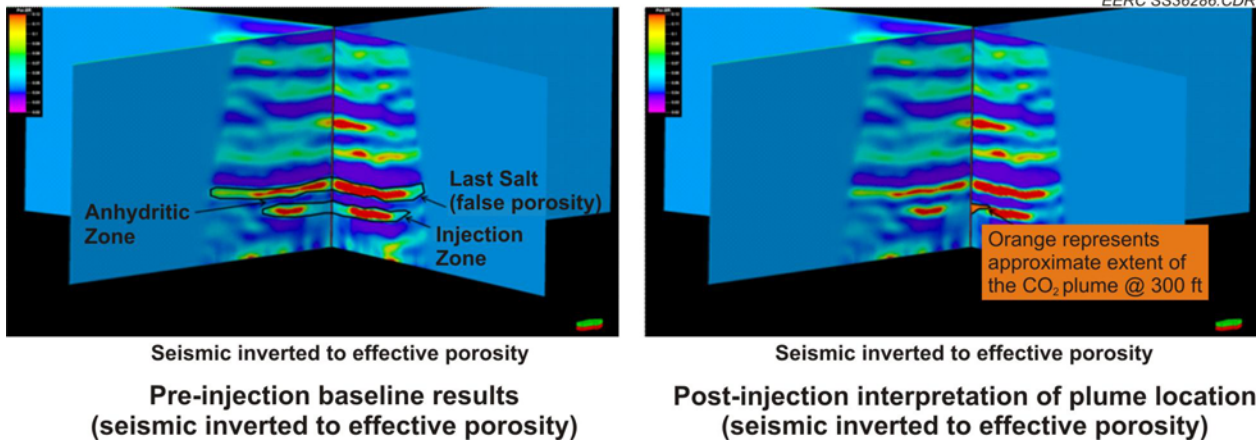 EERC SS36286.CDR
Last Salt
(false porosity)
Anhydritic
Zone
Injection
Zone
Orange represents
approximate extent of
the CO₂ plume @ 300 ft
Seismic inverted to effective porosity
Seismic inverted to effective porosity
Pre-injection baseline results
(seismic inverted to effective porosity)
Post-injection interpretation of plume location
(seismic inverted to effective porosity)